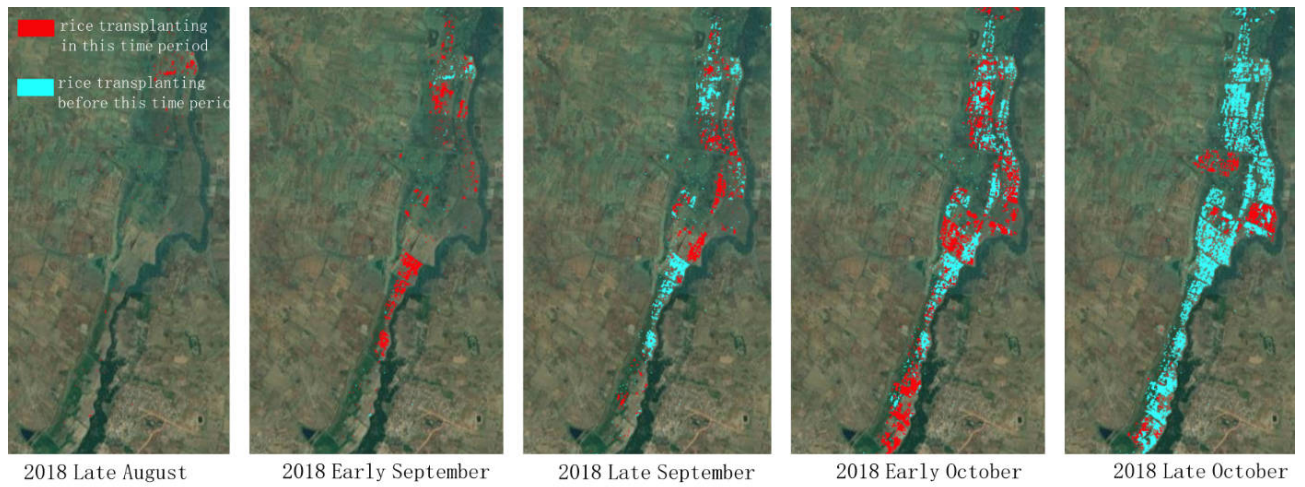 rice transplanting
in this time period
rice transplanting
before this time perio
2018 Late August
2018 Early September
2018 Late September
2018 Early October
2018 Late October